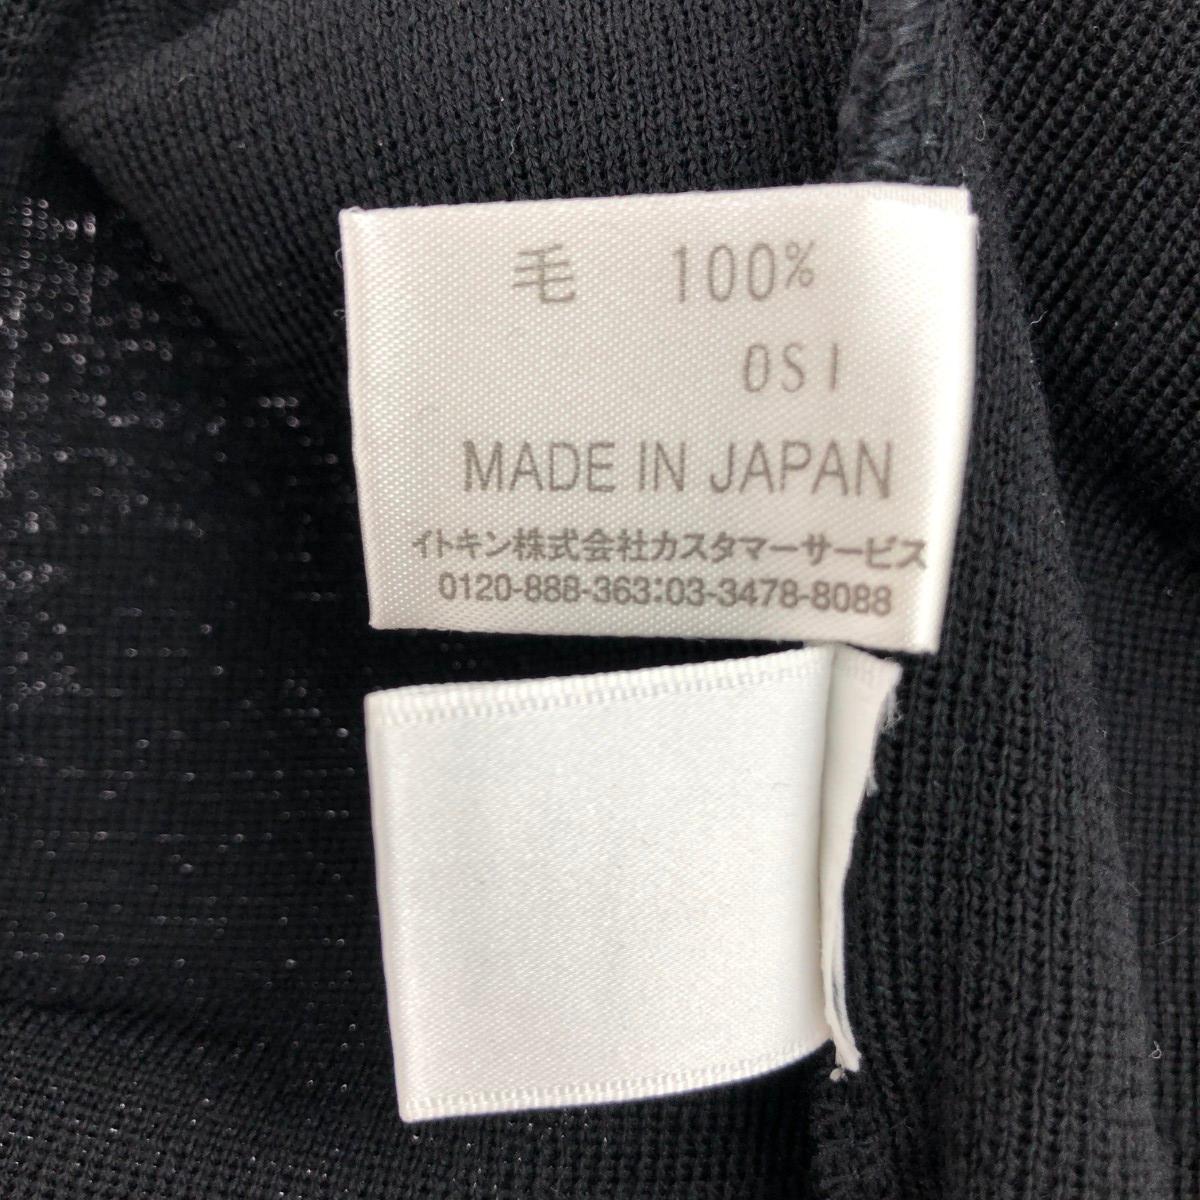 毛 100%
OSI
MADE IN JAPAN
イトキン株式会社カスタマーサービス
0120-888-363:03-3478-8088